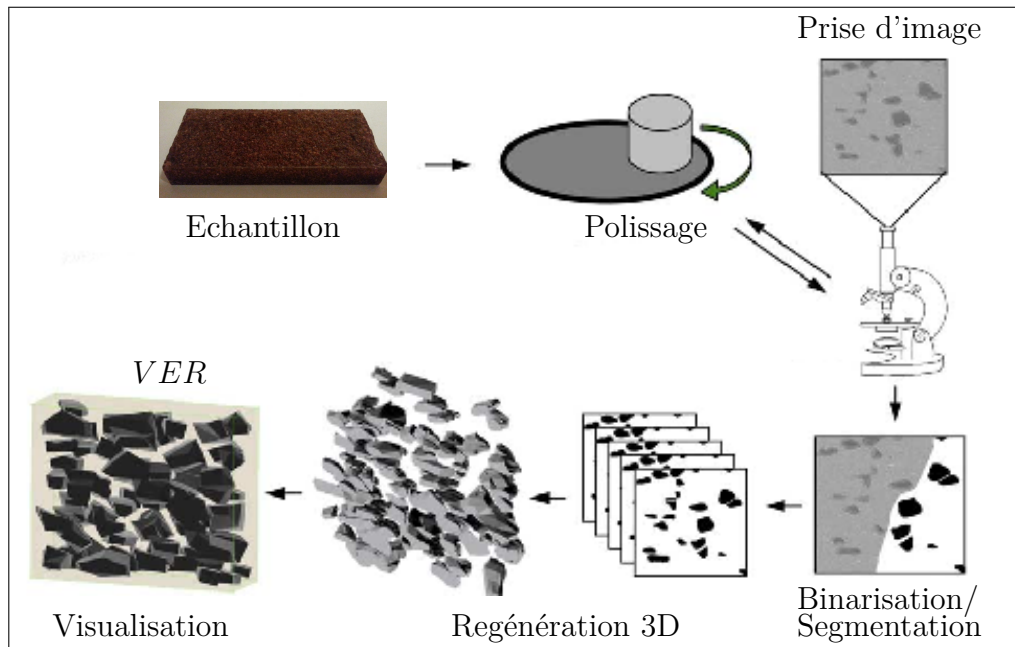 Prise d'image
Echantillon
Polissage
VER
Visualisation
Regénération 3D
Binarisation/
Segmentation